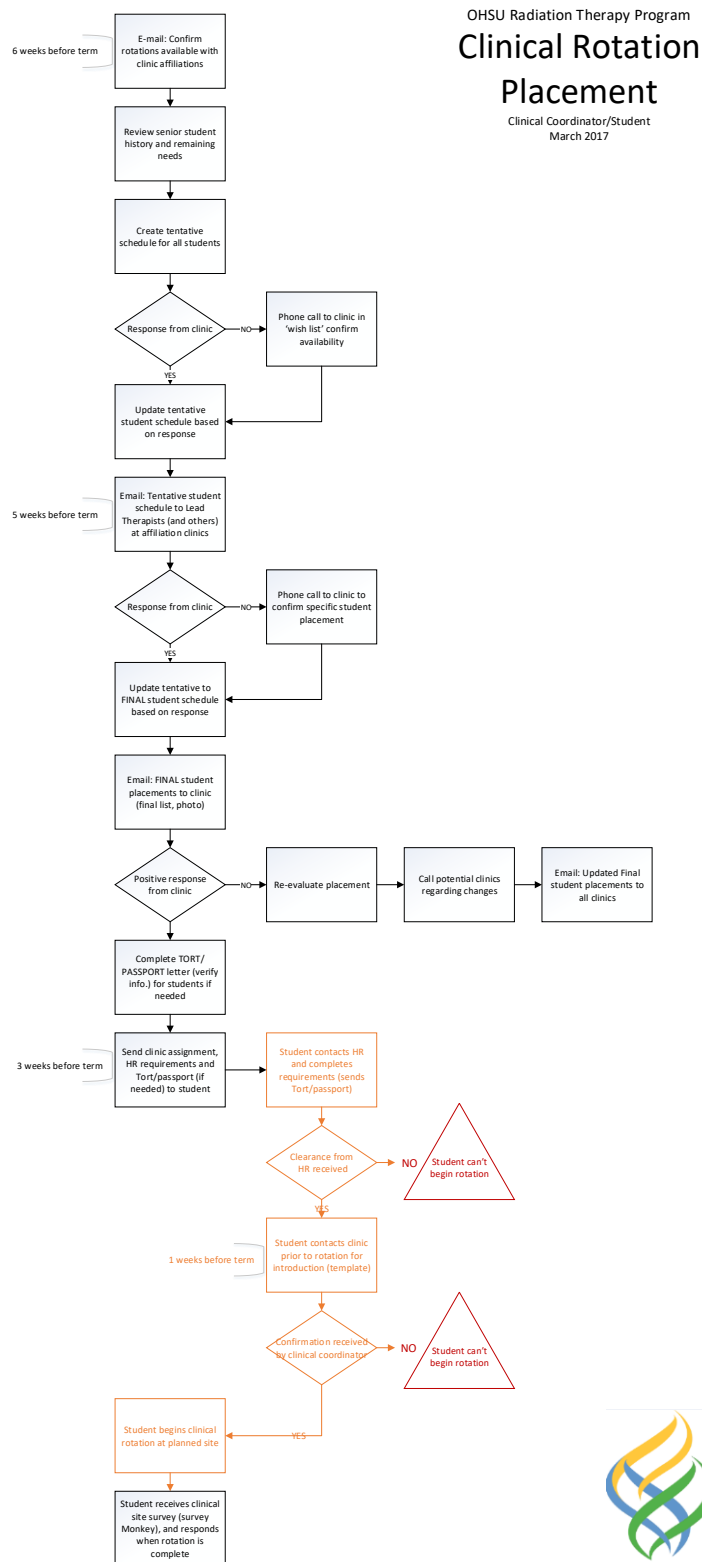 OHSU Radiation Therapy Program
Clinical Rotation
Placement
Clinical Coordinator/Student
March 2017
6 weeks before term
E-mail: Confirm
rotations available with
clinic affiliations
Review senior student
history and remaining
needs
Create tentative
schedule for all students
Response from clinic
NO
Phone call to clinic in
‘wish list’ confirm
availability
YES
Update tentative
student schedule based
on response
5 weeks before term
Email: Tentative student
schedule to Lead
Therapists (and others)
at affiliation clinics
Response from clinic
NO
Phone call to clinic to
confirm specific student
placement
YES
Update tentative to
FINAL student schedule
based on response
Email: FINAL student
placements to clinic
(final list, photo)
Positive response
from clinic
NO
Re-evaluate placement
Call potential clinics
regarding changes
Email: Updated Final
student placements to
all clinics
Complete TORT/
PASSPORT letter (verify
info.) for students if
needed
3 weeks before term
Send clinic assignment,
HR requirements and
Tort/passport (if
needed) to student
Student contacts HR
and completes
requirements (sends
Tort/passport)
Clearance from
HR received
NO
Student can’t
begin rotation
YES
1 weeks before term
Student contacts clinic
prior to rotation for
introduction (template)
Confirmation received
by clinical coordinator
NO
Student can’t
begin rotation
YES
Student begins clinical
rotation at planned site
Student receives clinical
site survey (survey
Monkey), and responds
when rotation is
complete